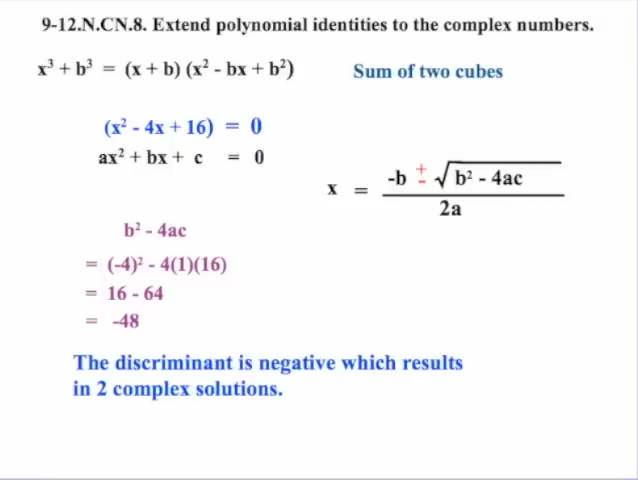 9-12.N.CN.8. Extend polynomial identities to the complex numbers.
x³ + b³ = (x + b) (x² - bx + b²)
Sum of two cubes
(x² - 4x + 16) = 0
ax² + bx + c = 0
x = -b ± √b² - 4ac
2a
b² - 4ac
= (-4)² - 4(1)(16)
= 16 - 64
= -48
The discriminant is negative which results
in 2 complex solutions.